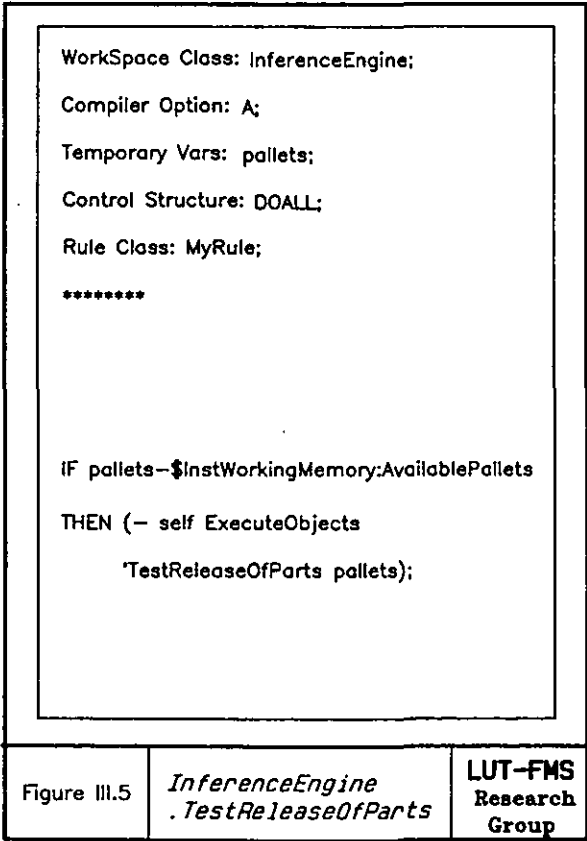 WorkSpace Class: InferenceEngine;
Compiler Option: A;
Temporary Vars: pallets;
Control Structure: DOALL;
Rule Class: MyRule;
********
IF pallets-$InstWorkingMemory:AvailablePallets
THEN (- self ExecuteObjects
'TestReleaseOfParts pallets);
Figure III.5
InferenceEngine
.TestReleaseOfParts
LUT-FMS
Research
Group